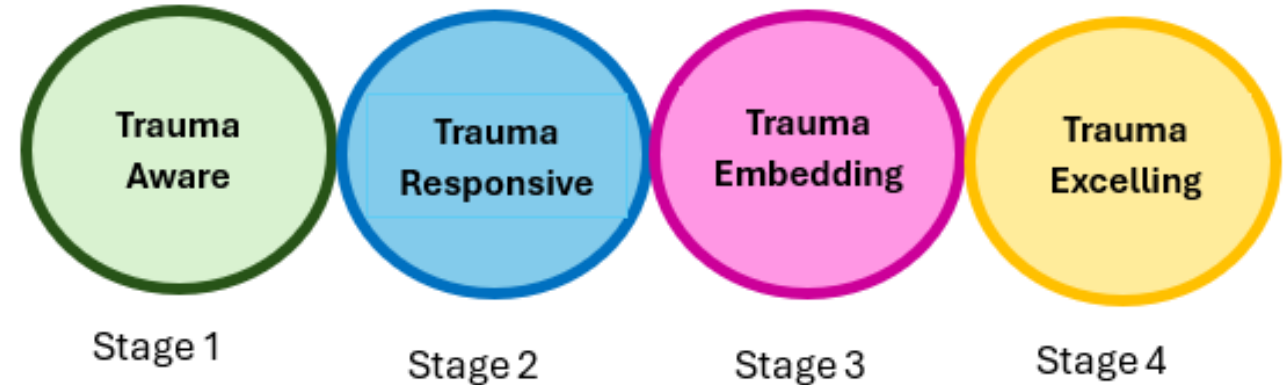 Trauma
Aware
Trauma
Responsive
Trauma
Embedding
Trauma
Excelling
Stage 1
Stage 2
Stage 3
Stage 4